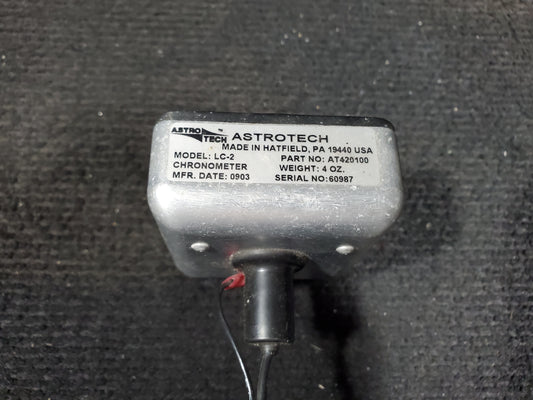 ASTRO TECH™ ASTROTECH
MADE IN HATFIELD, PA 19440 USA
MODEL: LC-2 PART NO: AT420100
CHRONOMETER WEIGHT: 4 OZ.
MFR. DATE: 0903 SERIAL NO: 60987